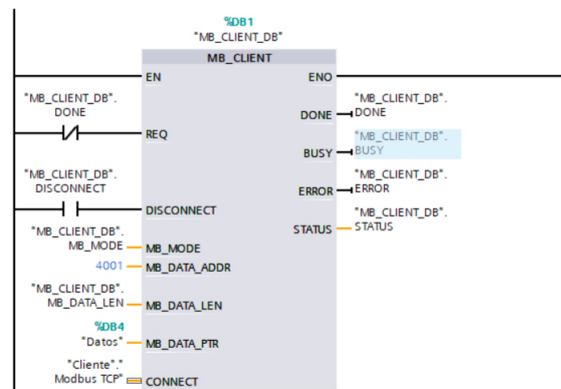 %DB1
"MB_CLIENT_DB"
MB_CLIENT
EN
ENO
"MB_CLIENT_DB".
DONE
REQ
DONE
"MB_CLIENT_DB".
DONE
BUSY
"MB_CLIENT_DB".
BUSY
"MB_CLIENT_DB".
DISCONNECT
DISCONNECT
ERROR
"MB_CLIENT_DB".
ERROR
STATUS
"MB_CLIENT_DB".
STATUS
"MB_CLIENT_DB".
MB_MODE
MB_MODE
4001
MB_DATA_ADDR
"MB_CLIENT_DB".
MB_DATA_LEN
MB_DATA_LEN
%DB4
"Datos"
MB_DATA_PTR
"Cliente"."
Modbus TCP"
CONNECT